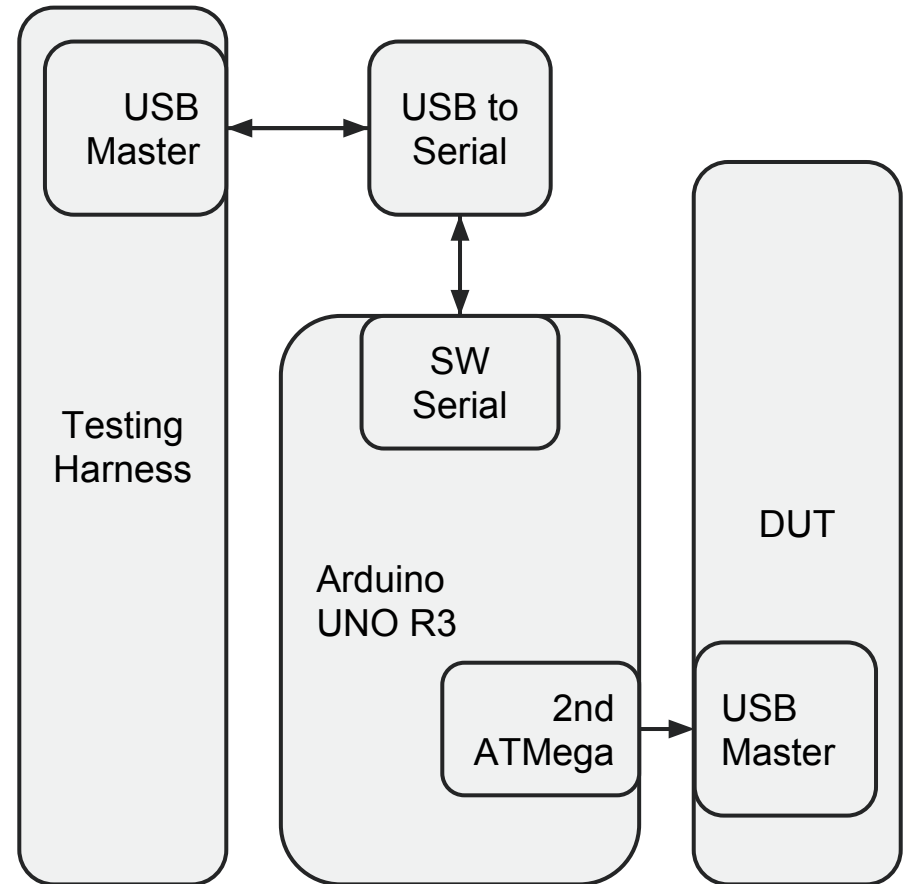 USB
Master
USB to
Serial
SW
Serial
Testing
Harness
DUT
Arduino
UNO R3
2nd
ATMega
USB
Master